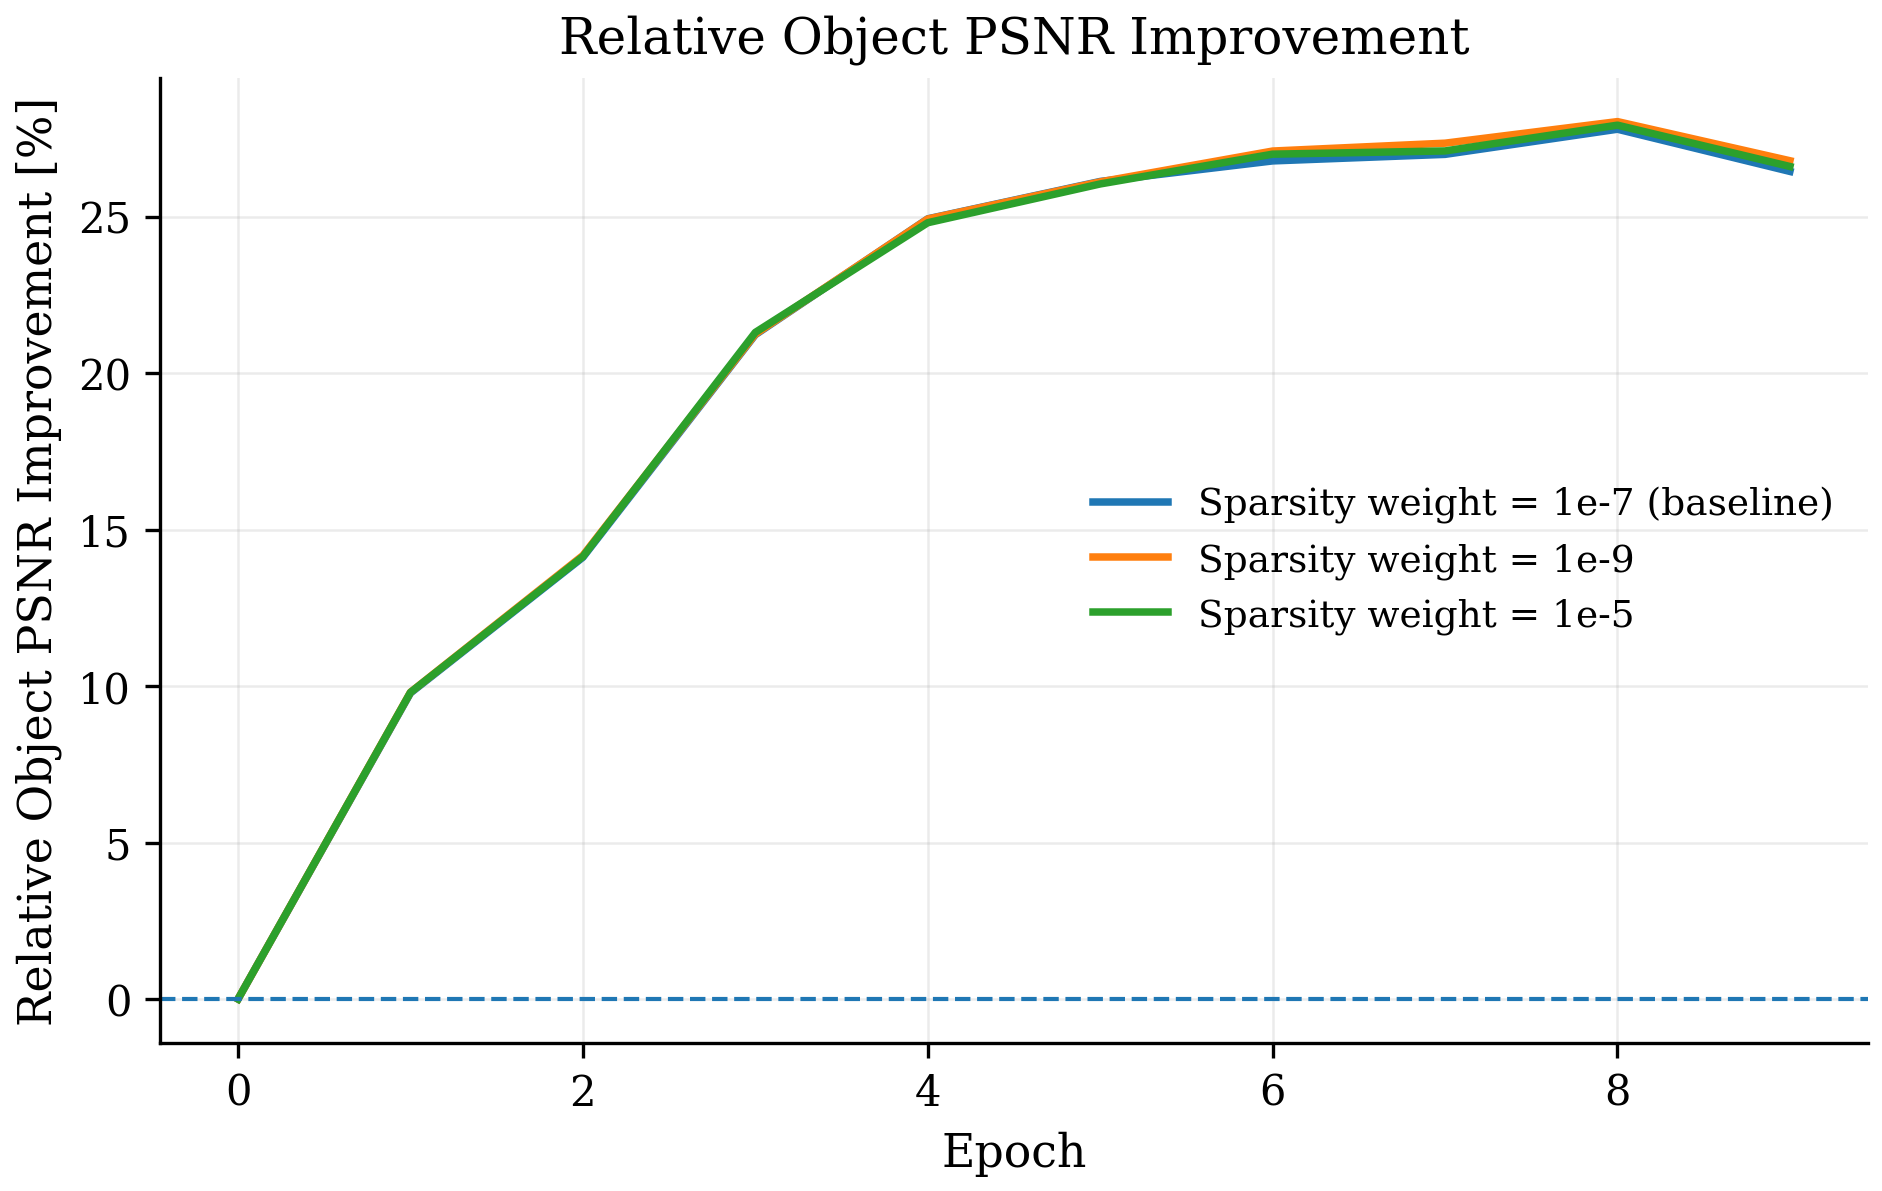 Relative Object PSNR Improvement
Relative Object PSNR Improvement [%]
25
20
15
10
5
0
Sparsity weight = 1e-7 (baseline)
Sparsity weight = 1e-9
Sparsity weight = 1e-5
0 2 4 6 8
Epoch